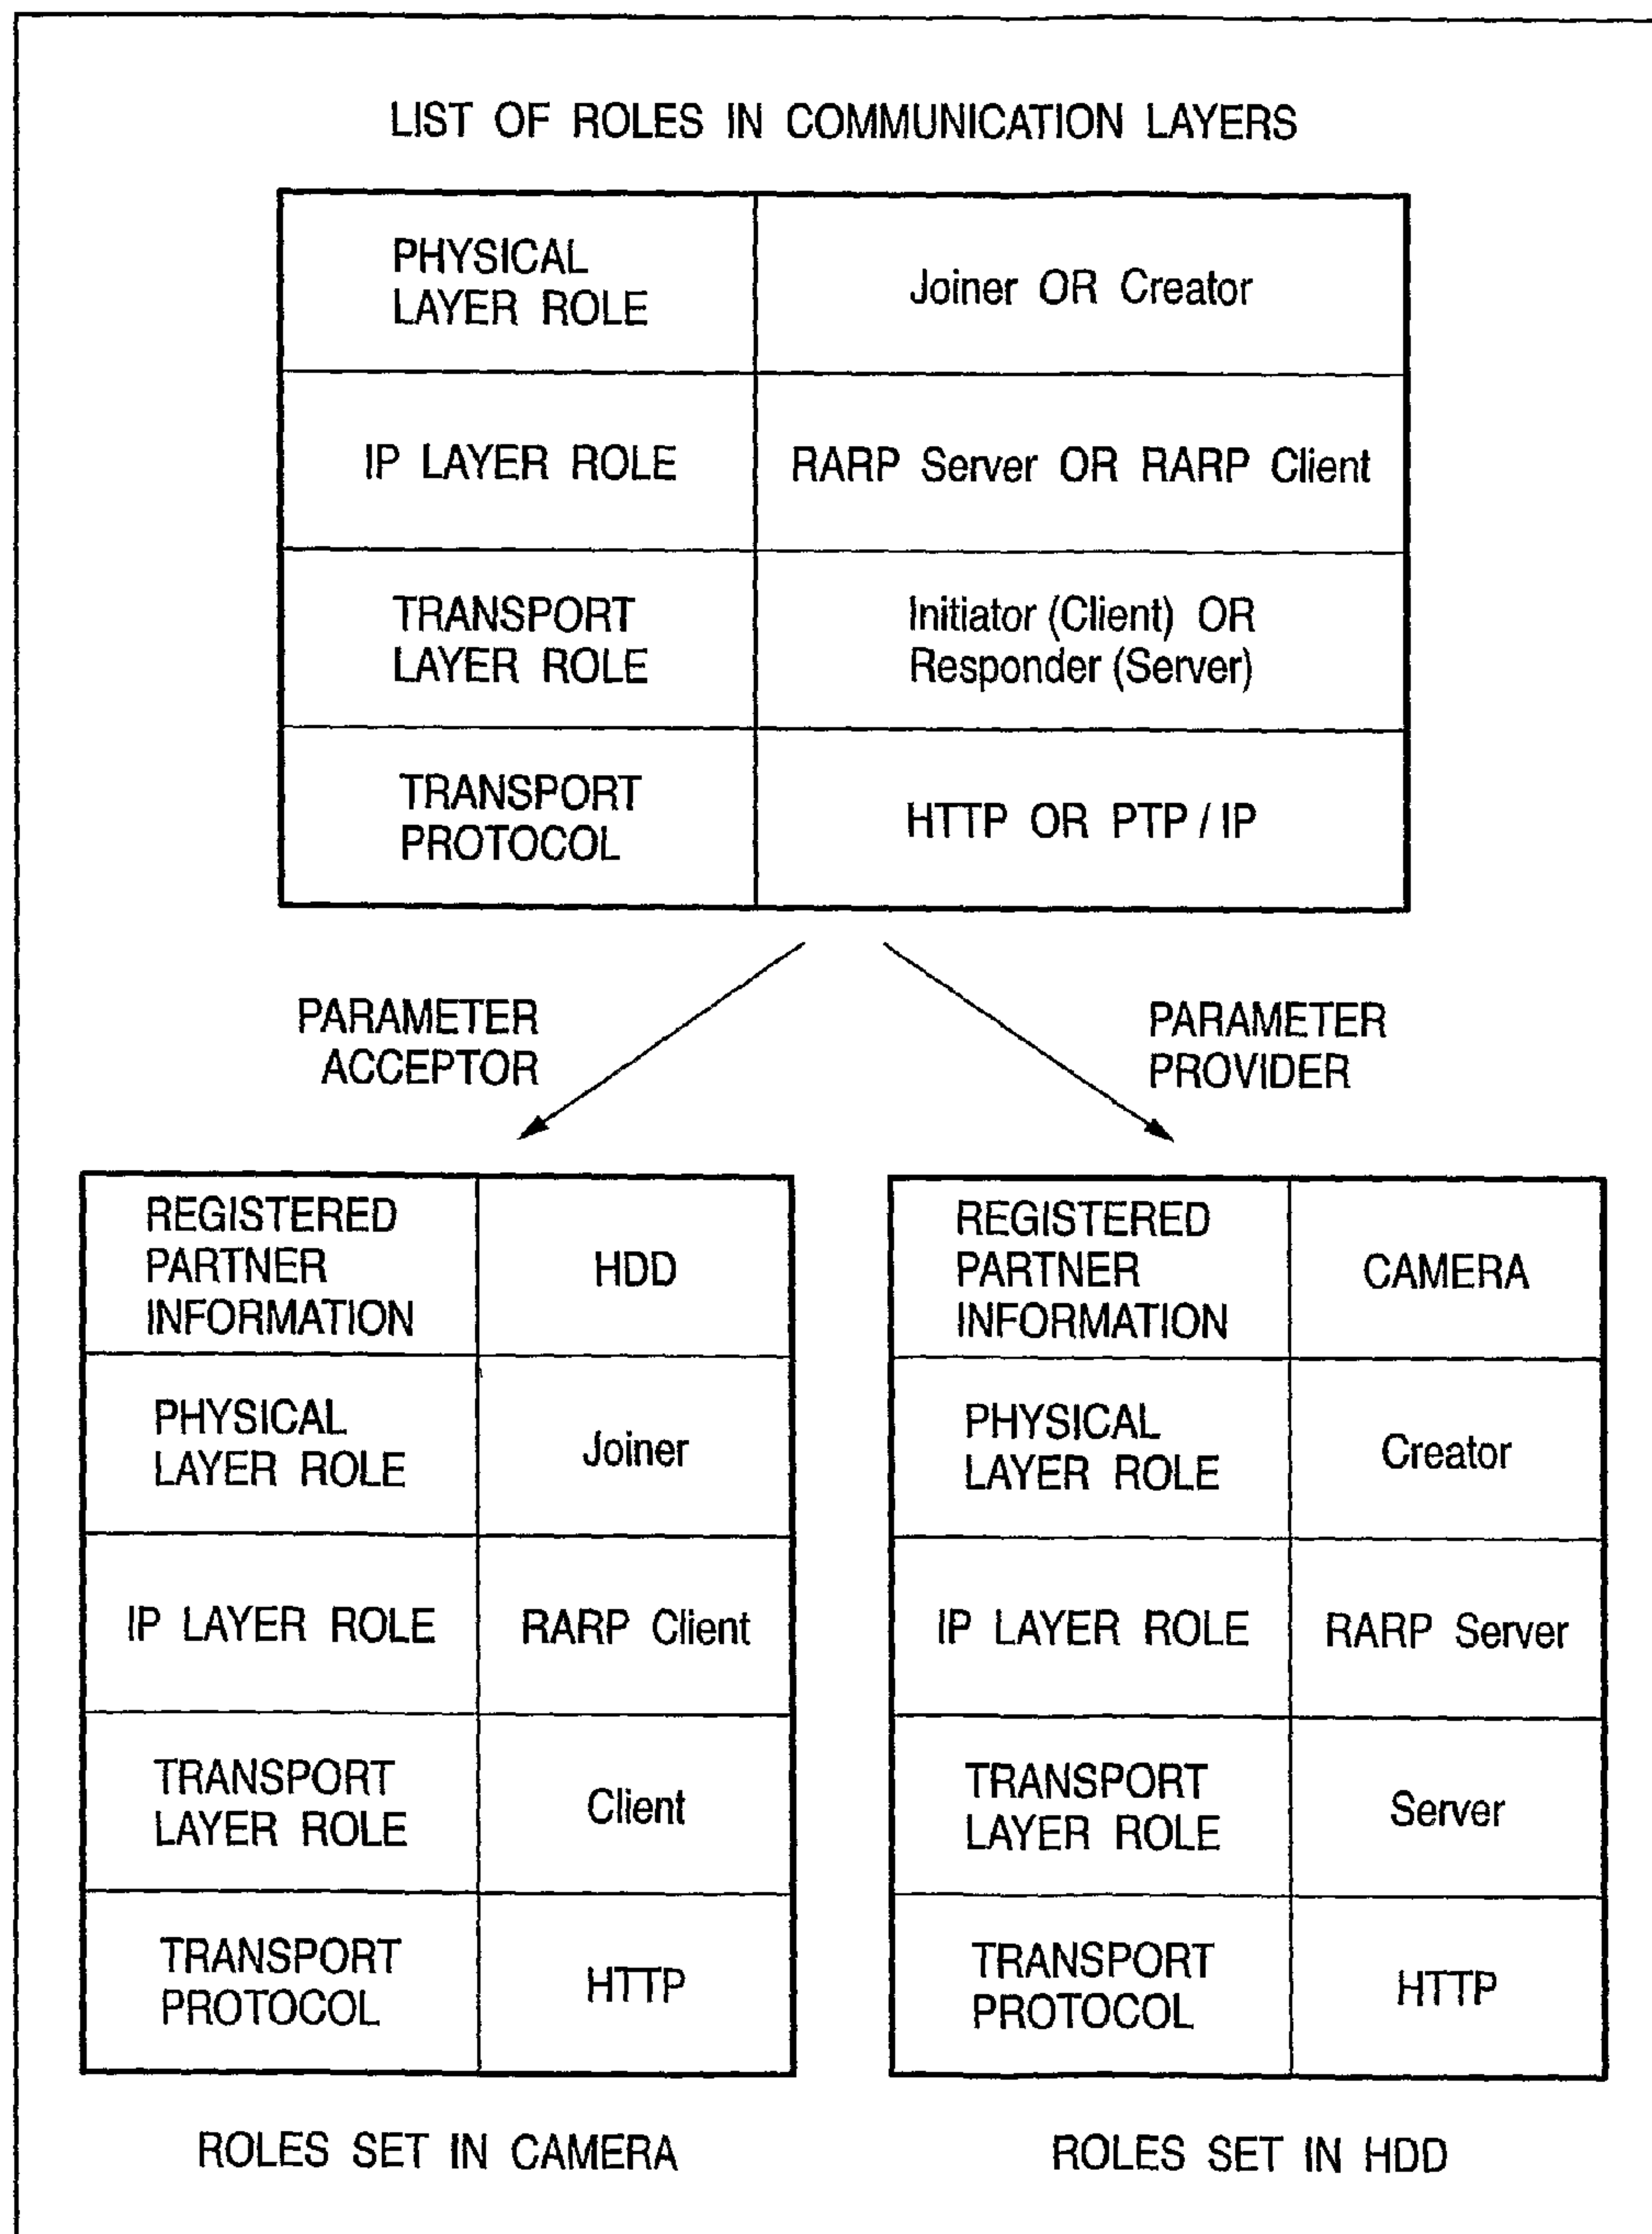 LIST OF ROLES IN COMMUNICATION LAYERS
PHYSICAL
LAYER ROLE
Joiner OR Creator
IP LAYER ROLE
RARP Server OR RARP Client
TRANSPORT
LAYER ROLE
Initiator (Client) OR
Responder (Server)
TRANSPORT
PROTOCOL
HTTP OR PTP / IP
PARAMETER
ACCEPTOR
PARAMETER
PROVIDER
REGISTERED
PARTNER
INFORMATION
HDD
PHYSICAL
LAYER ROLE
Joiner
IP LAYER ROLE
RARP Client
TRANSPORT
LAYER ROLE
Client
TRANSPORT
PROTOCOL
HTTP
ROLES SET IN CAMERA
REGISTERED
PARTNER
INFORMATION
CAMERA
PHYSICAL
LAYER ROLE
Creator
IP LAYER ROLE
RARP Server
TRANSPORT
LAYER ROLE
Server
TRANSPORT
PROTOCOL
HTTP
ROLES SET IN HDD